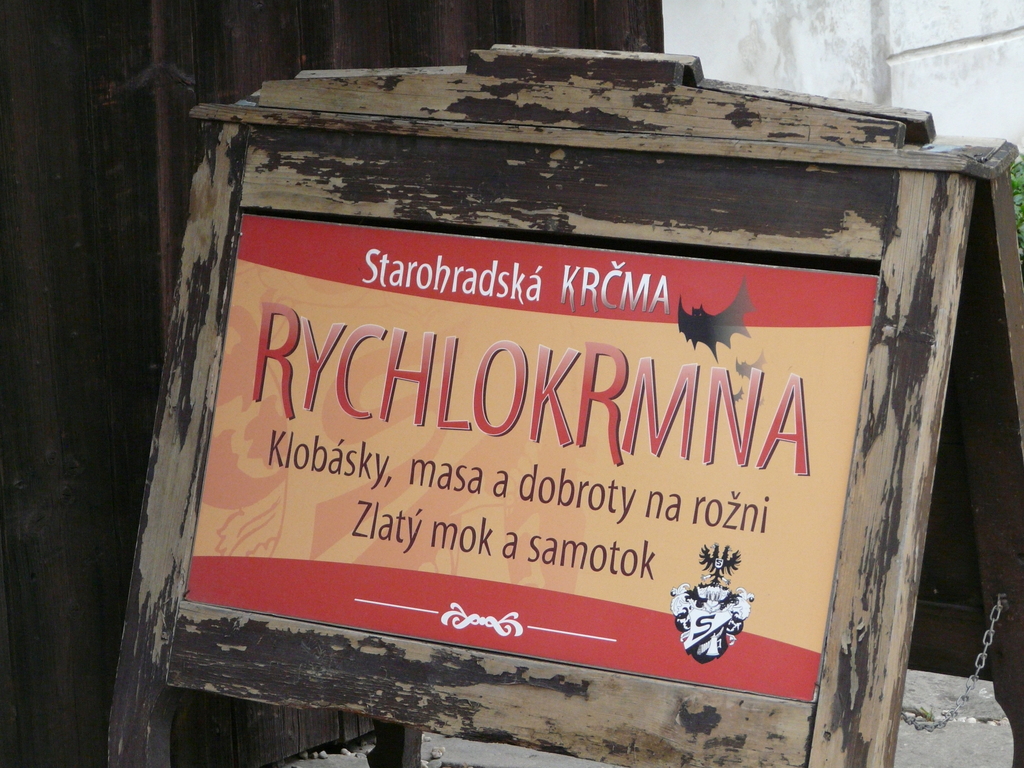 Starohradská KRČMA
RYCHLOKRMNA
Klobásky, masa a dobroty na rožni
Zlatý mok a samotok